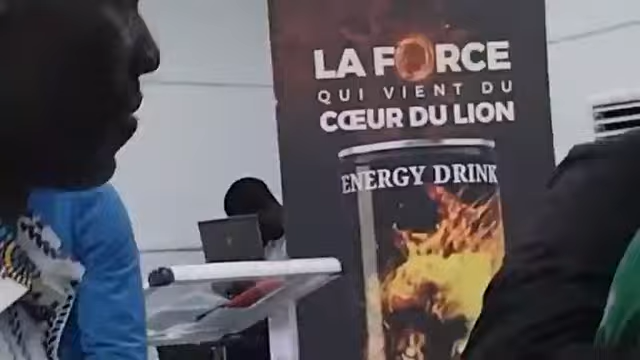 LA FORCE
QUI VIENT DU
CŒUR DU LION
ENERGY DRINK